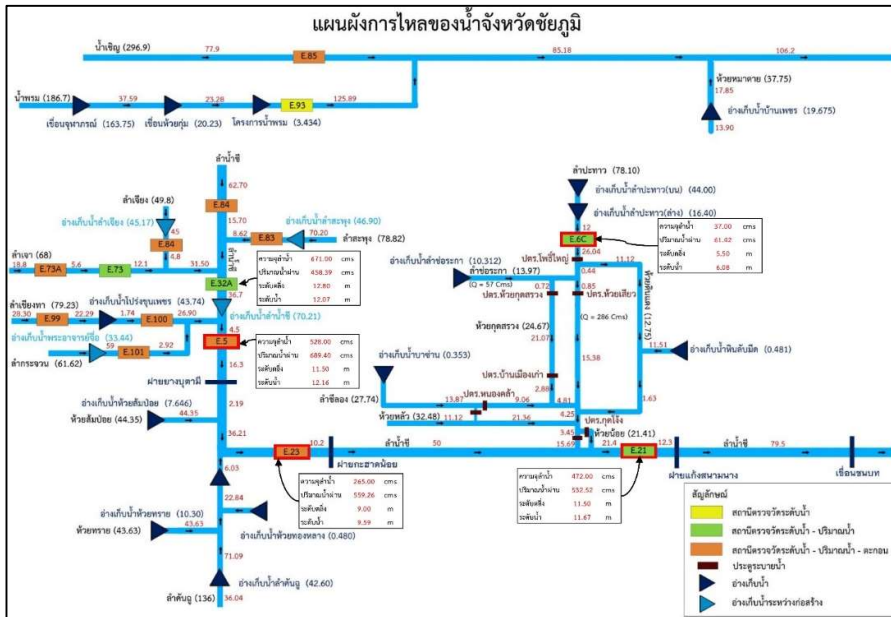 แผนผังการไหลของน้ำจังหวัดชัยภูมิ
น้ำเชิญ (296.9)
77.9
E.85
85.18
106.2
ห้วยหมาตาย (37.75)
17.85
อ่างเก็บน้ำบ้านเพชร (19.675)
13.90
น้ำพรม (186.7)
37.59
23.28
E.93
125.89
เขื่อนจุฬาภรณ์ (163.75)
เขื่อนห้วยกุ่ม (20.23)
โครงการน้ำพรม (3.434)
ลำน้ำชี
62.70
E.84
15.70
ลำเจียง (49.8)
อ่างเก็บน้ำลำเจียง (45.17)
45
E.84
4.8
8.62
E.83
70.20
อ่างเก็บน้ำลำสะพุง (46.90)
ลำสะพุง (78.82)
ลำเจา (68)
18.8
E.73A
5.6
E.73
12.1
31.50
ลำน้ำชี
E.32A
36.7
ความจุลำน้ำ 671.00 cms
ปริมาณน้ำผ่าน 438.39 cms
ระดับตลิ่ง 12.80 m
ระดับน้ำ 12.07 m
ลำเชียงทา (79.23)
อ่างเก็บน้ำโปร่งขุนเพชร (43.74)
28.30
E.99
22.29
1.74
E.100
26.90
อ่างเก็บน้ำลำน้ำชี (70.21)
4.5
อ่างเก็บน้ำพระอาจารย์จื่อ (33.44)
59
E.101
2.92
ลำกระจวน (61.62)
E.5
ความจุลำน้ำ 528.00 cms
ปริมาณน้ำผ่าน 689.40 cms
ระดับตลิ่ง 11.50 m
ระดับน้ำ 12.16 m
16.3
ฝายยางบุตามี
2.19
อ่างเก็บน้ำห้วยส้มป่อย (7.646)
44.35
ห้วยส้มป่อย (44.35)
36.21
E.23
10.2
ฝายกะฮาดน้อย
50
ลำน้ำชี
ความจุลำน้ำ 265.00 cms
ปริมาณน้ำผ่าน 559.26 cms
ระดับตลิ่ง 9.00 m
ระดับน้ำ 9.59 m
6.03
22.84
อ่างเก็บน้ำห้วยทราย (10.30)
43.63
ห้วยทราย (43.63)
อ่างเก็บน้ำห้วยทองหลาง (0.480)
71.09
อ่างเก็บน้ำลำคันฉู (42.60)
ลำคันฉู (136)
36.04
ลำปะทาว (78.10)
อ่างเก็บน้ำลำปะทาว(บน) (44.00)
อ่างเก็บน้ำลำปะทาว(ล่าง) (16.40)
12
E.6C
ความจุลำน้ำ 37.00 cms
ปริมาณน้ำผ่าน 61.42 cms
ระดับตลิ่ง 5.50 m
ระดับน้ำ 6.08 m
26.04
ปตร.โพธิ์ใหญ่
11.12
0.44
อ่างเก็บน้ำลำช่อระกา (10.312)
ลำช่อระกา (13.97)
(Q = 57 Cms)
0.72
0.85
ปตร.ห้วยกุดสรวง
ปตร.ห้วยเสียว
(Q = 286 Cms)
(12.75)
ห้วยกุดสรวง (24.67)
21.07
15.38
11.51
อ่างเก็บน้ำหินลับมีด (0.481)
อ่างเก็บน้ำบาซ่าน (0.353)
ปตร.บ้านเมืองเก่า
2.88
ปตร.หนองคล้า
13.87
9.06
4.81
1.63
ลำชีลอง (27.74)
ห้วยหลัว (32.48)
11.12
21.36
4.25
ปตร.กุดโง้ง
3.45
ห้วยน้อย (21.41)
15.69
21.4
E.21
12.3
ลำน้ำชี
79.5
ฝายแก้งสนามนาง
เขื่อนชนบท
ความจุลำน้ำ 472.00 cms
ปริมาณน้ำผ่าน 532.52 cms
ระดับตลิ่ง 11.50 m
ระดับน้ำ 11.67 m
สัญลักษณ์
สถานีตรวจวัดระดับน้ำ
สถานีตรวจวัดระดับน้ำ - ปริมาณน้ำ
สถานีตรวจวัดระดับน้ำ - ปริมาณน้ำ - ตะกอน
ประตูระบายน้ำ
อ่างเก็บน้ำ
อ่างเก็บน้ำระหว่างก่อสร้าง